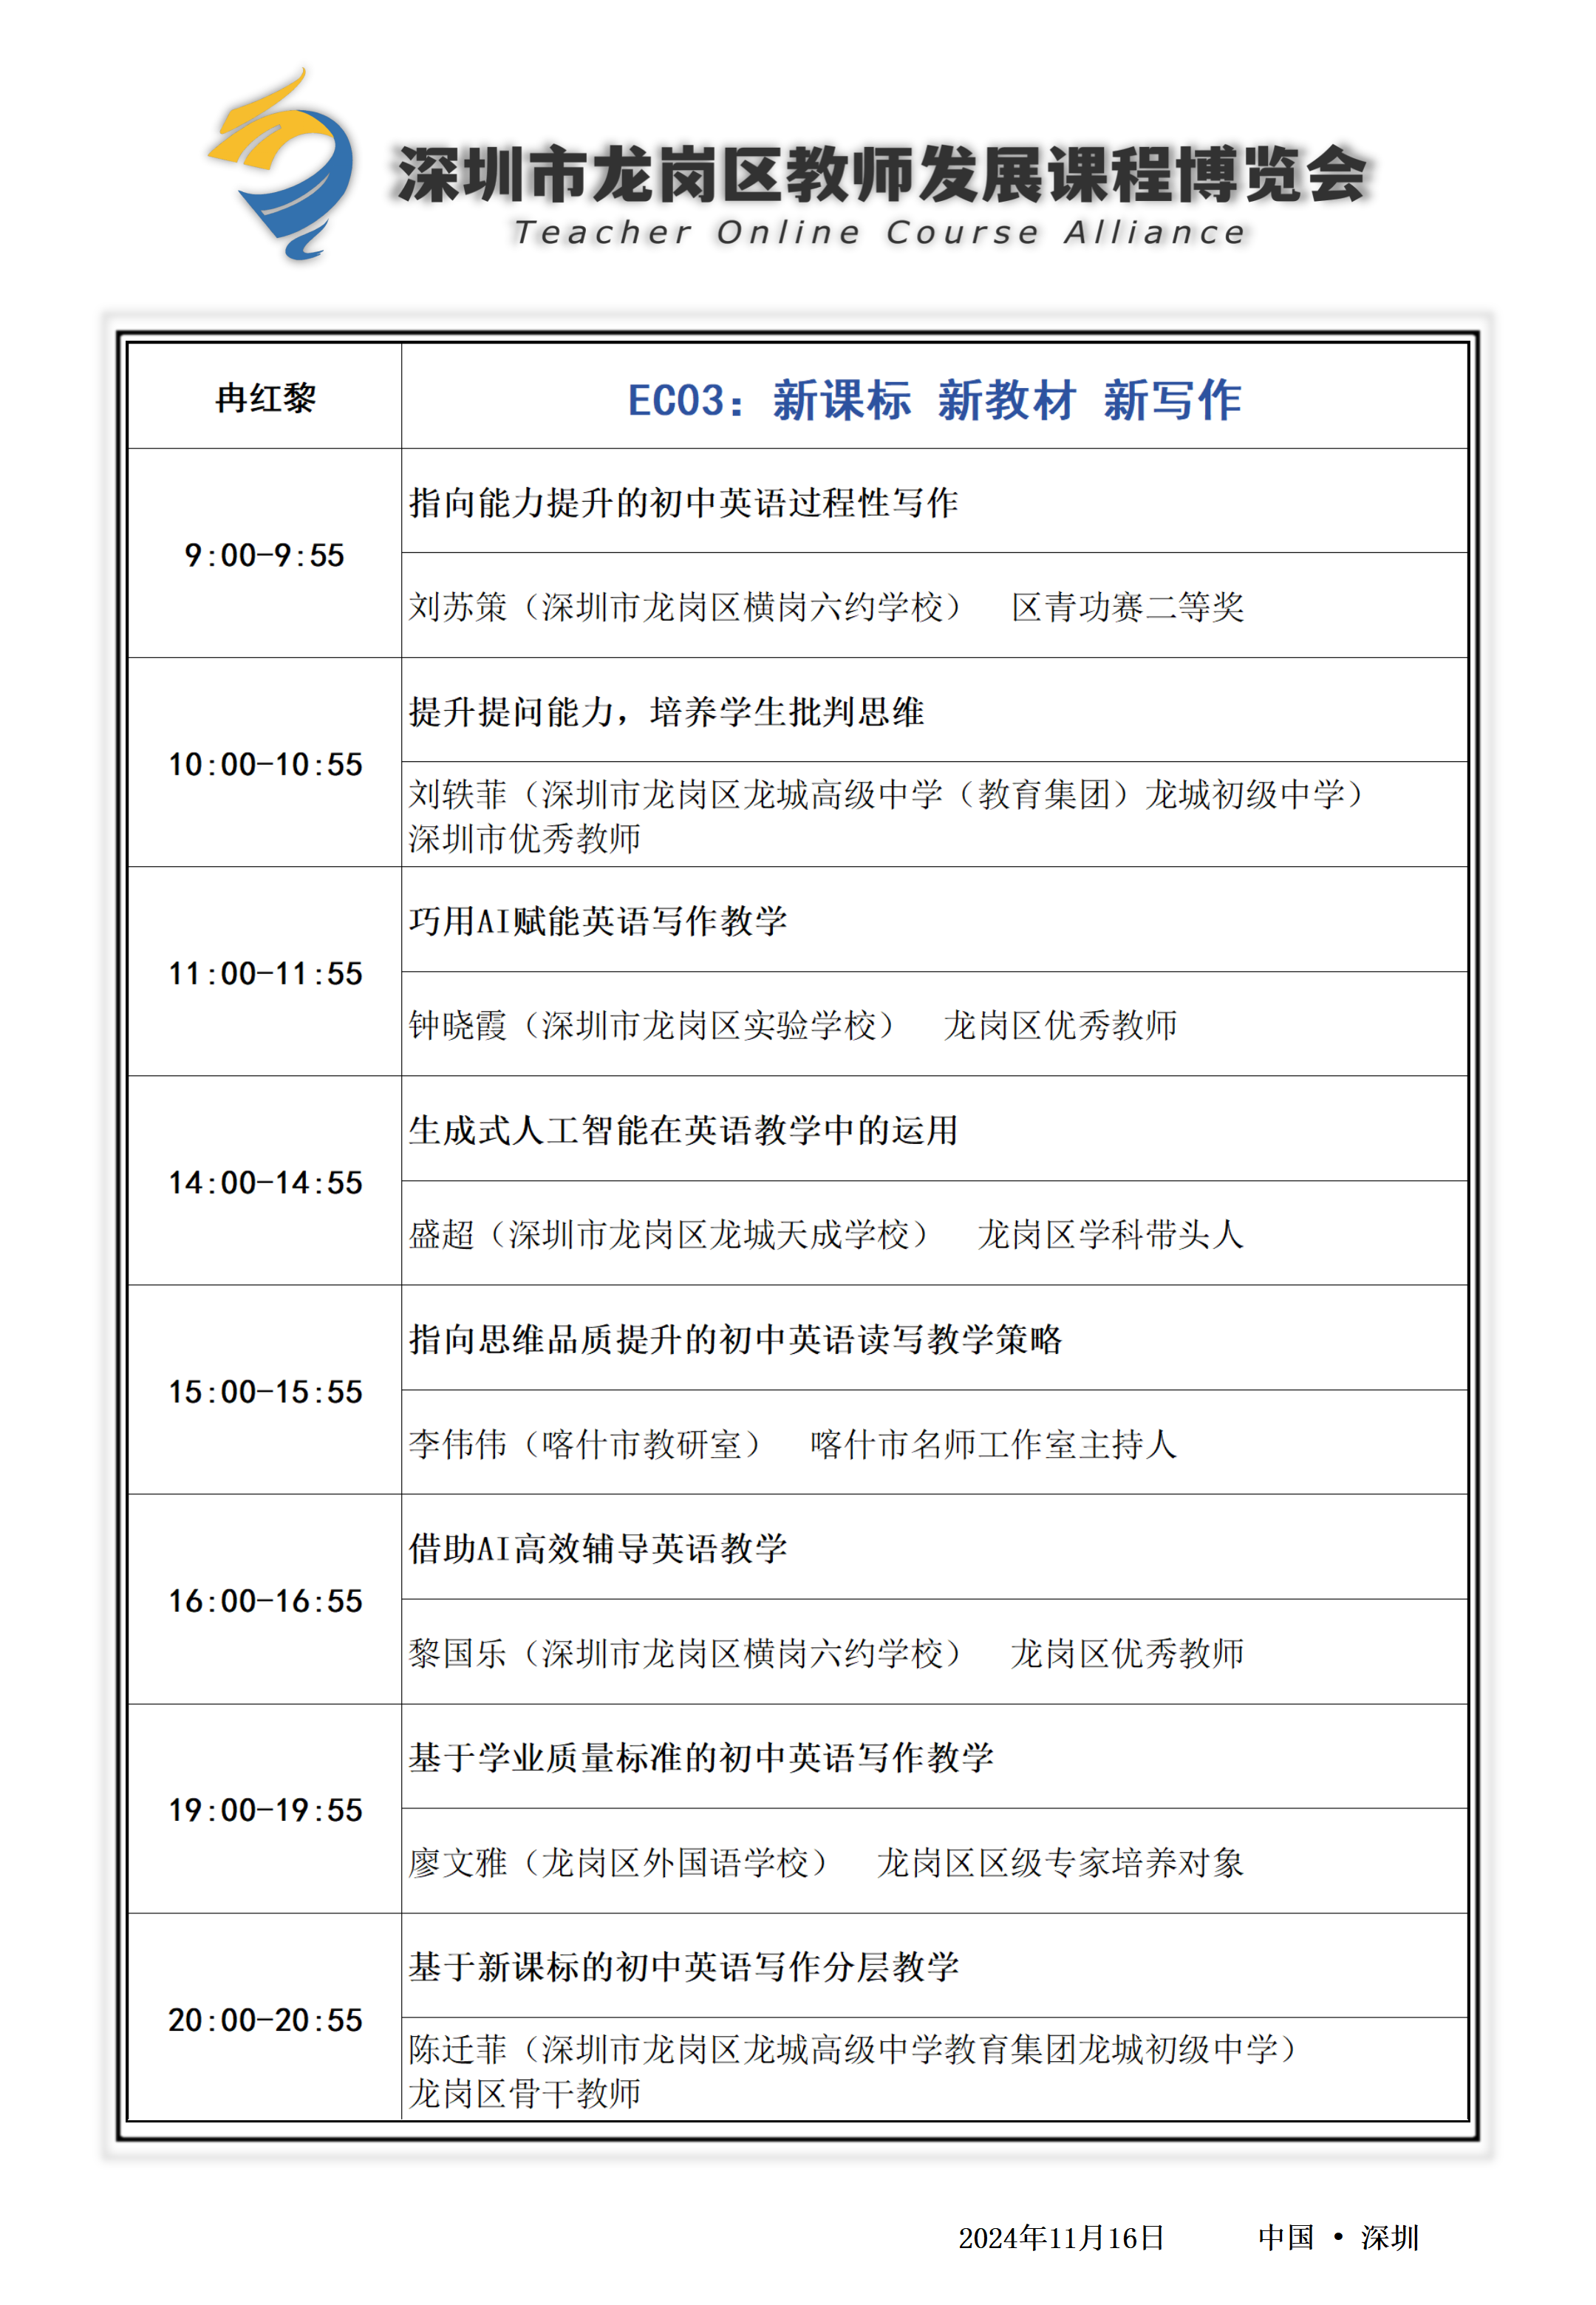 深圳市龙岗区教师发展课程博览会
Teacher Online Course Alliance
冉红黎
EC03：新课标 新教材 新写作
9:00-9:55
指向能力提升的初中英语过程性写作
刘苏策（深圳市龙岗区横岗六约学校） 区青功赛二等奖
10:00-10:55
提升提问能力，培养学生批判思维
刘轶菲（深圳市龙岗区龙城高级中学（教育集团）龙城初级中学）
深圳市优秀教师
11:00-11:55
巧用AI赋能英语写作教学
钟晓霞（深圳市龙岗区实验学校） 龙岗区优秀教师
14:00-14:55
生成式人工智能在英语教学中的运用
盛超（深圳市龙岗区龙城天成学校） 龙岗区学科带头人
15:00-15:55
指向思维品质提升的初中英语读写教学策略
李伟伟（喀什市教研室） 喀什市名师工作室主持人
16:00-16:55
借助AI高效辅导英语教学
黎国乐（深圳市龙岗区横岗六约学校） 龙岗区优秀教师
19:00-19:55
基于学业质量标准的初中英语写作教学
廖文雅（龙岗区外国语学校） 龙岗区区级专家培养对象
20:00-20:55
基于新课标的初中英语写作分层教学
陈迁菲（深圳市龙岗区龙城高级中学教育集团龙城初级中学）
龙岗区骨干教师
2024年11月16日 中国 • 深圳